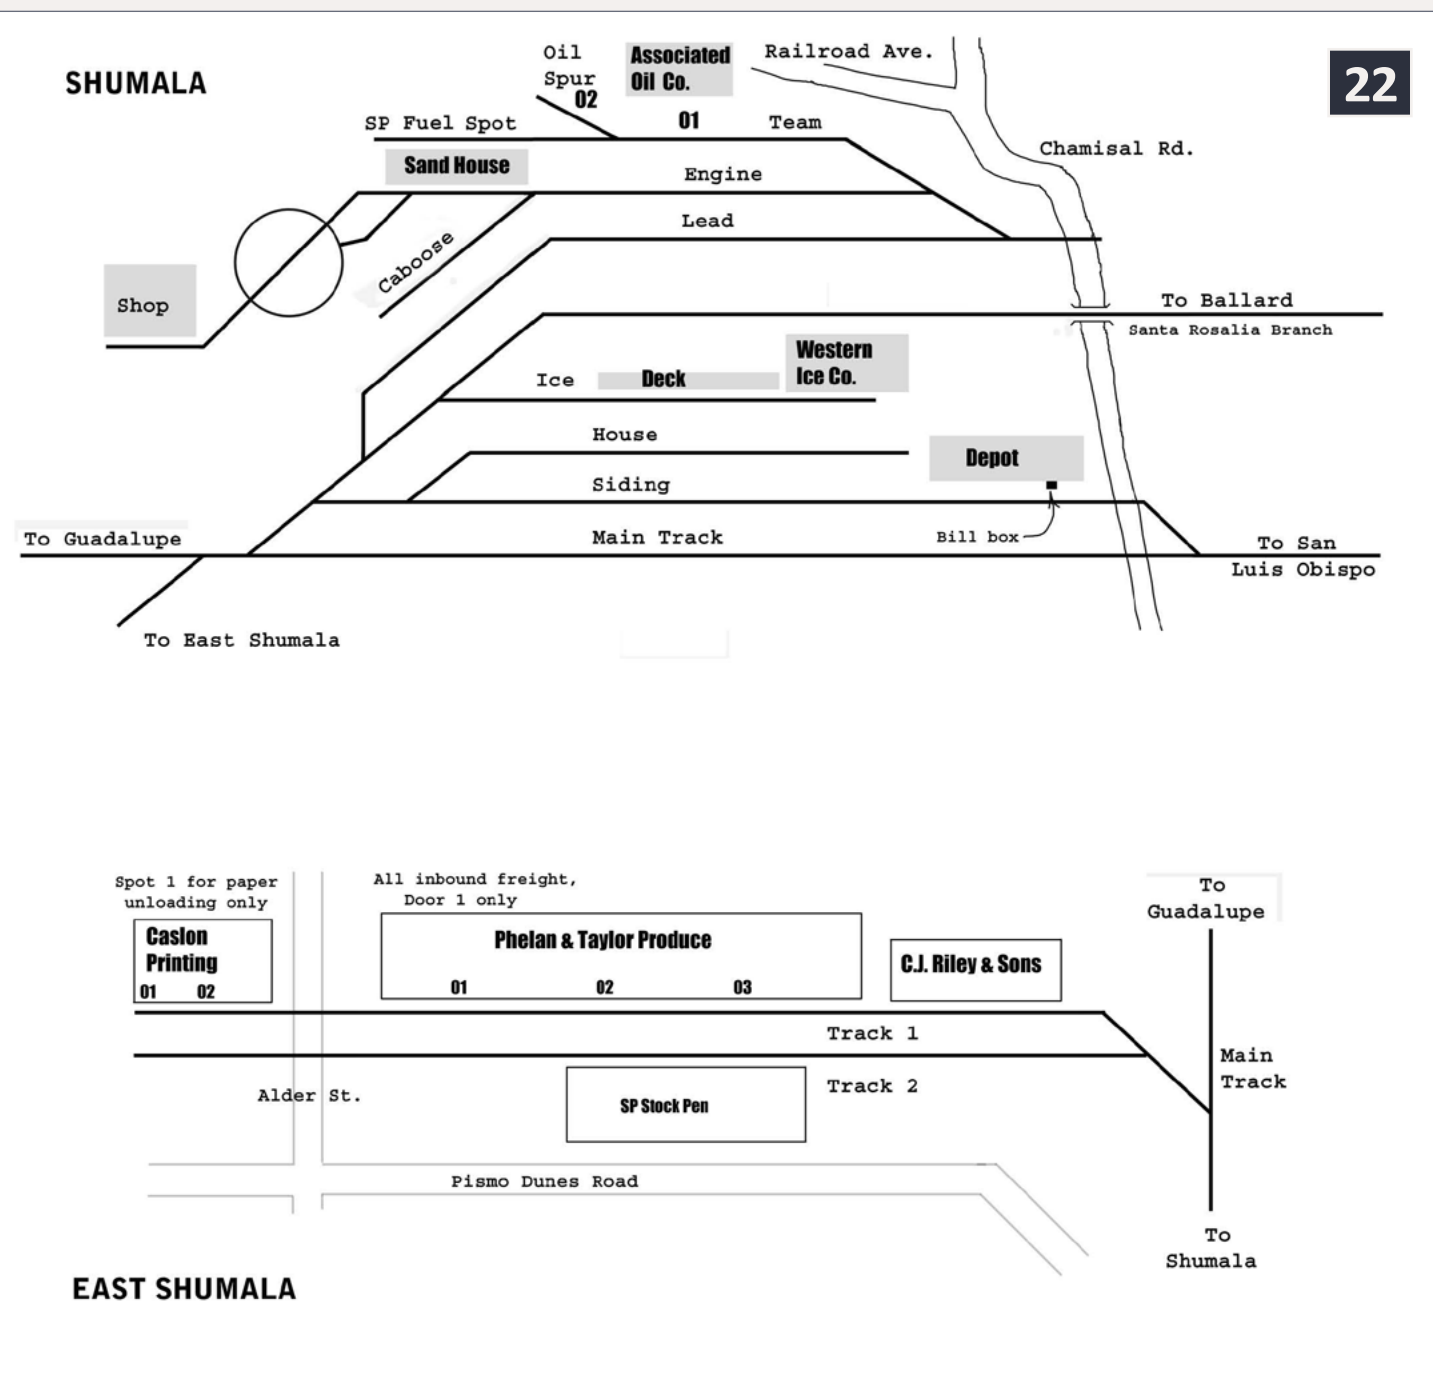 SHUMALA
22
Oil
Spur
02
Associated
Oil Co.
Railroad Ave.
SP Fuel Spot
01
Team
Chamisal Rd.
Sand House
Engine
Lead
Caboose
Shop
To Ballard
Santa Rosalia Branch
Western
Ice Co.
Ice
Deck
House
Depot
Siding
Bill box
To Guadalupe
Main Track
To San
Luis Obispo
To East Shumala
Spot 1 for paper
unloading only
All inbound freight,
Door 1 only
To
Guadalupe
Caslon
Printing
01 02
Phelan & Taylor Produce
01 02 03
C.J. Riley & Sons
Track 1
Main
Track
Track 2
Alder St.
SP Stock Pen
Pismo Dunes Road
To
Shumala
EAST SHUMALA